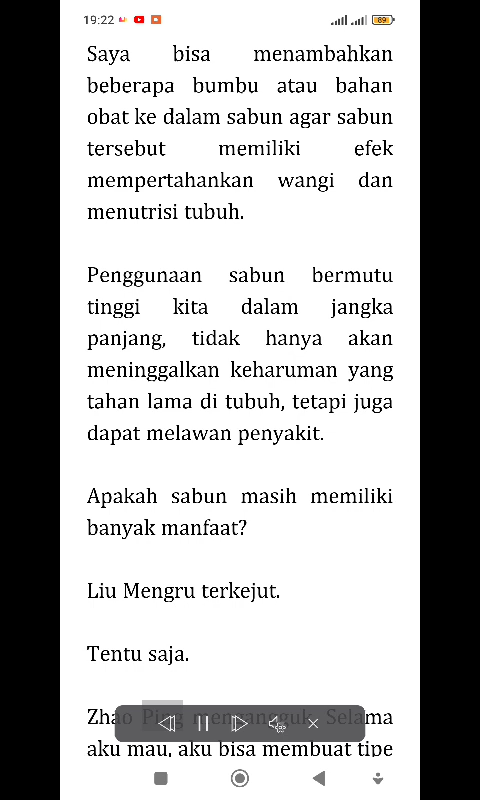 19:22
89
Saya bisa menambahkan
beberapa bumbu atau bahan
obat ke dalam sabun agar sabun
tersebut memiliki efek
mempertahankan wangi dan
menutrisi tubuh.
Penggunaan sabun bermutu
tinggi kita dalam jangka
panjang, tidak hanya akan
meninggalkan keharuman yang
tahan lama di tubuh, tetapi juga
dapat melawan penyakit.
Apakah sabun masih memiliki
banyak manfaat?
Liu Mengru terkejut.
Tentu saja.
Zhao Ping mengangguk. Selama
aku mau, aku bisa membuat tipe